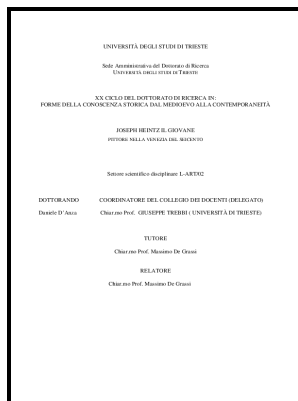 UNIVERSITÀ DEGLI STUDI DI TRIESTE
Sede Amministrativa del Dottorato di Ricerca
UNIVERSITÀ DEGLI STUDI DI TRIESTE
XX CICLO DEL DOTTORATO DI RICERCA IN:
FORME DELLA CONOSCENZA STORICA DAL MEDIOEVO ALLA CONTEMPORANEITÀ
JOSEPH HEINTZ IL GIOVANE
PITTORE NELLA VENEZIA DEL SEICENTO
Settore scientifico disciplinare L-ART/02
DOTTORANDO COORDINATORE DEL COLLEGIO DEI DOCENTI (DELEGATO)
Daniele D'Anza Chiar.mo Prof. GIUSEPPE TREBBI ( UNIVERSITÀ DI TRIESTE)
TUTORE
Chiar.mo Prof. Massimo De Grassi
RELATORE
Chiar.mo Prof. Massimo De Grassi